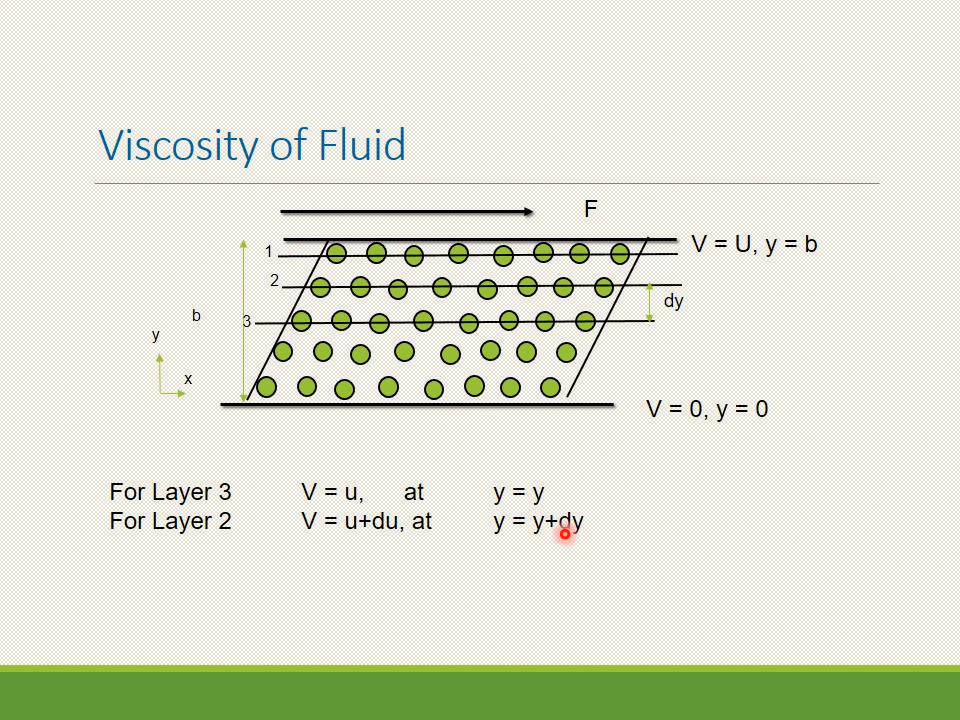 Viscosity of Fluid
F
V = U, y = b
1
2
dy
b
3
y
x
V = 0, y = 0
For Layer 3 V = u, at y = y
For Layer 2 V = u+du, at y = y+dy